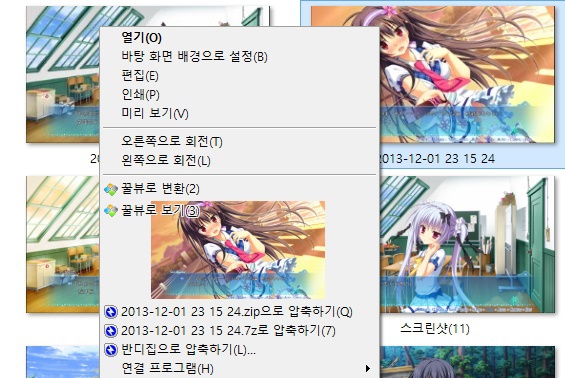 열기(O)
바탕 화면 배경으로 설정(B)
편집(E)
인쇄(P)
미리 보기(V)
오른쪽으로 회전(T)
왼쪽으로 회전(L)
20
2013-12-01 23 15 24
꿀뷰로 변환(2)
꿀뷰로 보기(3)
2013-12-01 23 15 24.zip으로 압축하기(Q)
2013-12-01 23 15 24.7z로 압축하기(7)
스크린샷(11)
반디집으로 압축하기(L)...
연결 프로그램(H)